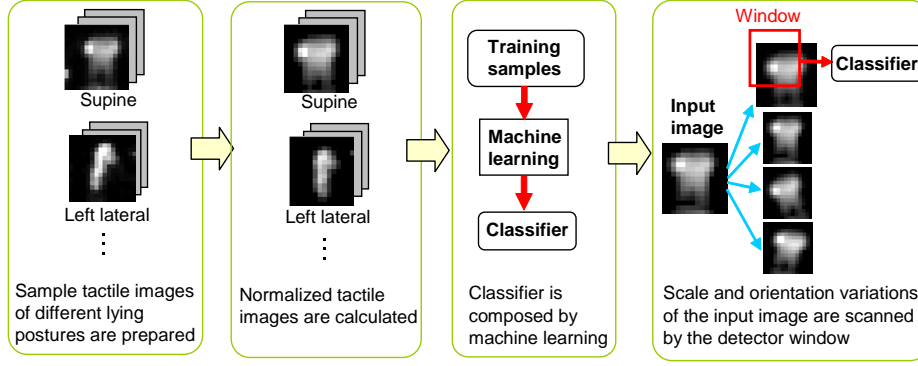 Supine
Left lateral
Sample tactile images
of different lying
postures are prepared
Supine
Left lateral
Normalized tactile
images are calculated
Training
samples
Machine
learning
Classifier
Classifier is
composed by
machine learning
Window
Classifier
Input
image
Scale and orientation variations
of the input image are scanned
by the detector window